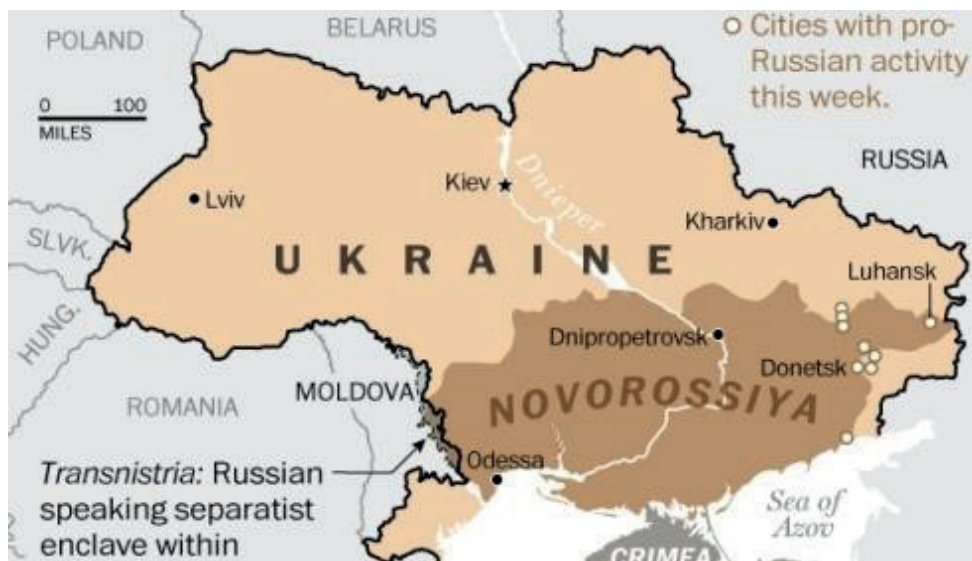 POLAND
BELARUS
Cities with pro-
Russian activity
this week.
0 100
MILES
RUSSIA
Dnieper
Kiev
Lviv
Kharkiv
SLVK.
UKRAINE
Luhansk
HUNG.
Dnipropetrovsk
Donetsk
MOLDOVA
NOVOROSSIYA
ROMANIA
Transnistria: Russian
speaking separatist
enclave within
Odessa
Sea of
Azov
CRIMEA